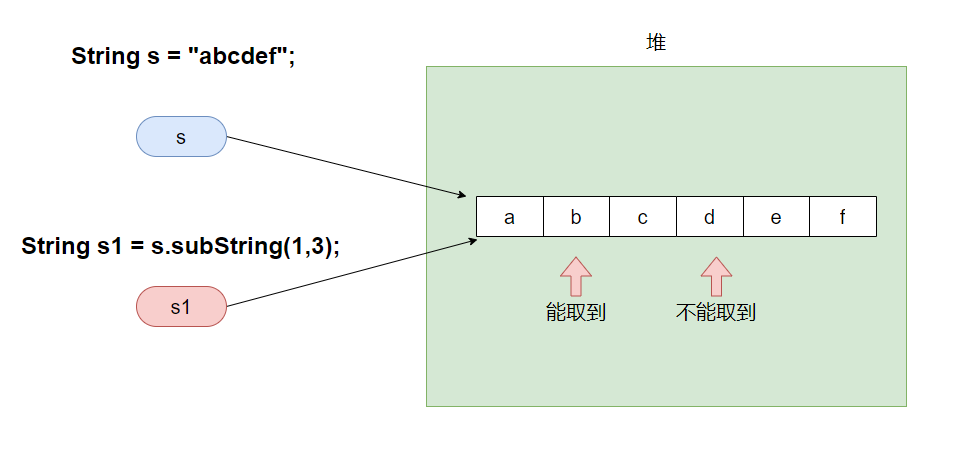 堆
String s = "abcdef";
s
a b c d e f
String s1 = s.subString(1,3);
s1
能取到
不能取到